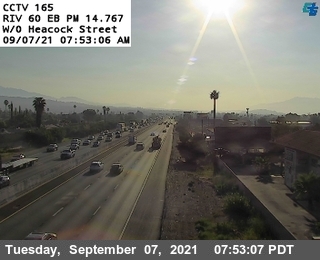 CCTV 165
RIV 60 EB PM 14.767
W/O Heacock Street
09/07/21 07:53:06 AM
Tuesday, September 07, 2021 07:53:07 PDT